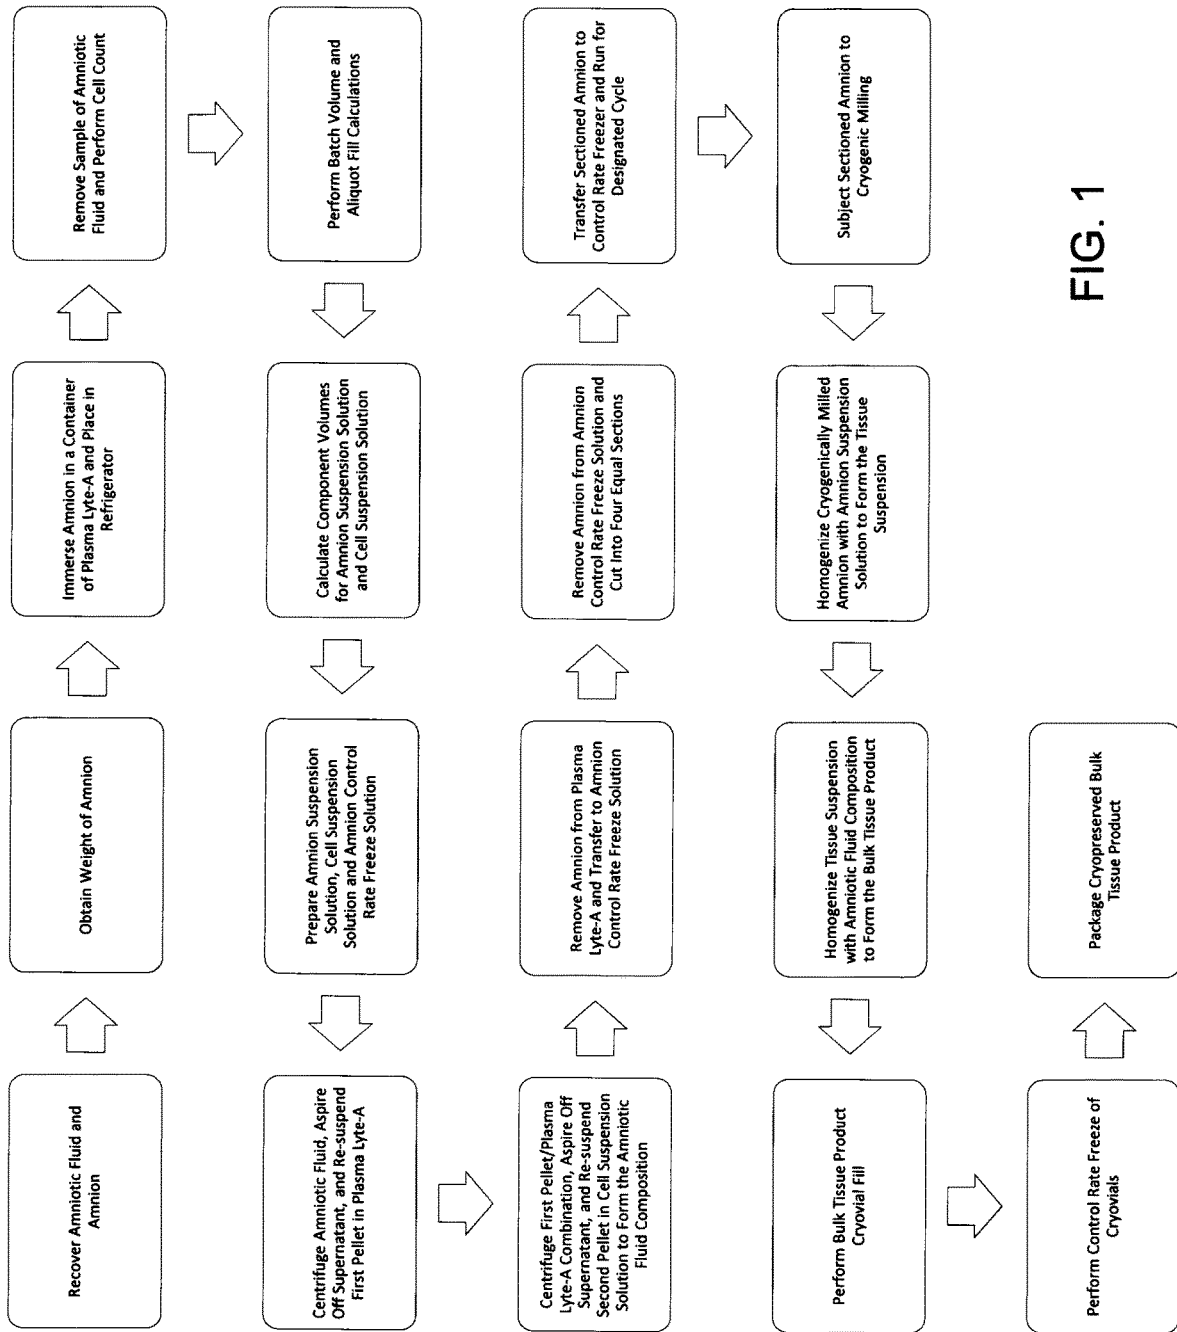 Recover Amniotic Fluid and
Amnion
Obtain Weight of Amnion
Immerse Amnion in a Container
of Plasma Lyte-A and Place in
Refrigerator
Remove Sample of Amniotic
Fluid and Perform Cell Count
Perform Batch Volume and
Aliquot Fill Calculations
Calculate Component Volumes
for Amnion Suspension Solution
and Cell Suspension Solution
Prepare Amnion Suspension
Solution, Cell Suspension
Solution and Amnion Control
Rate Freeze Solution
Centrifuge Amniotic Fluid, Aspire
Off Supernatant, and Re-suspend
First Pellet in Plasma Lyte-A
Centrifuge First Pellet/Plasma
Lyte-A Combination, Aspire Off
Supernatant, and Re-suspend
Second Pellet in Cell Suspension
Solution to Form the Amniotic
Fluid Composition
Remove Amnion from Plasma
Lyte-A and Transfer to Amnion
Control Rate Freeze Solution
Remove Amnion from Amnion
Control Rate Freeze Solution and
Cut Into Four Equal Sections
Transfer Sectioned Amnion to
Control Rate Freezer and Run for
Designated Cycle
Subject Sectioned Amnion to
Cryogenic Milling
Homogenize Cryogenically Milled
Amnion with Amnion Suspension
Solution to Form the Tissue
Suspension
Homogenize Tissue Suspension
with Amniotic Fluid Composition
to Form the Bulk Tissue Product
Perform Bulk Tissue Product
Cryovial Fill
Perform Control Rate Freeze of
Cryovials
Package Cryopreserved Bulk
Tissue Product
FIG. 1